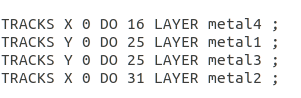 TRACKS X 0 DO 16 LAYER metal4 ;
TRACKS Y 0 DO 25 LAYER metal1 ;
TRACKS Y 0 DO 25 LAYER metal3 ;
TRACKS X 0 DO 31 LAYER metal2 ;